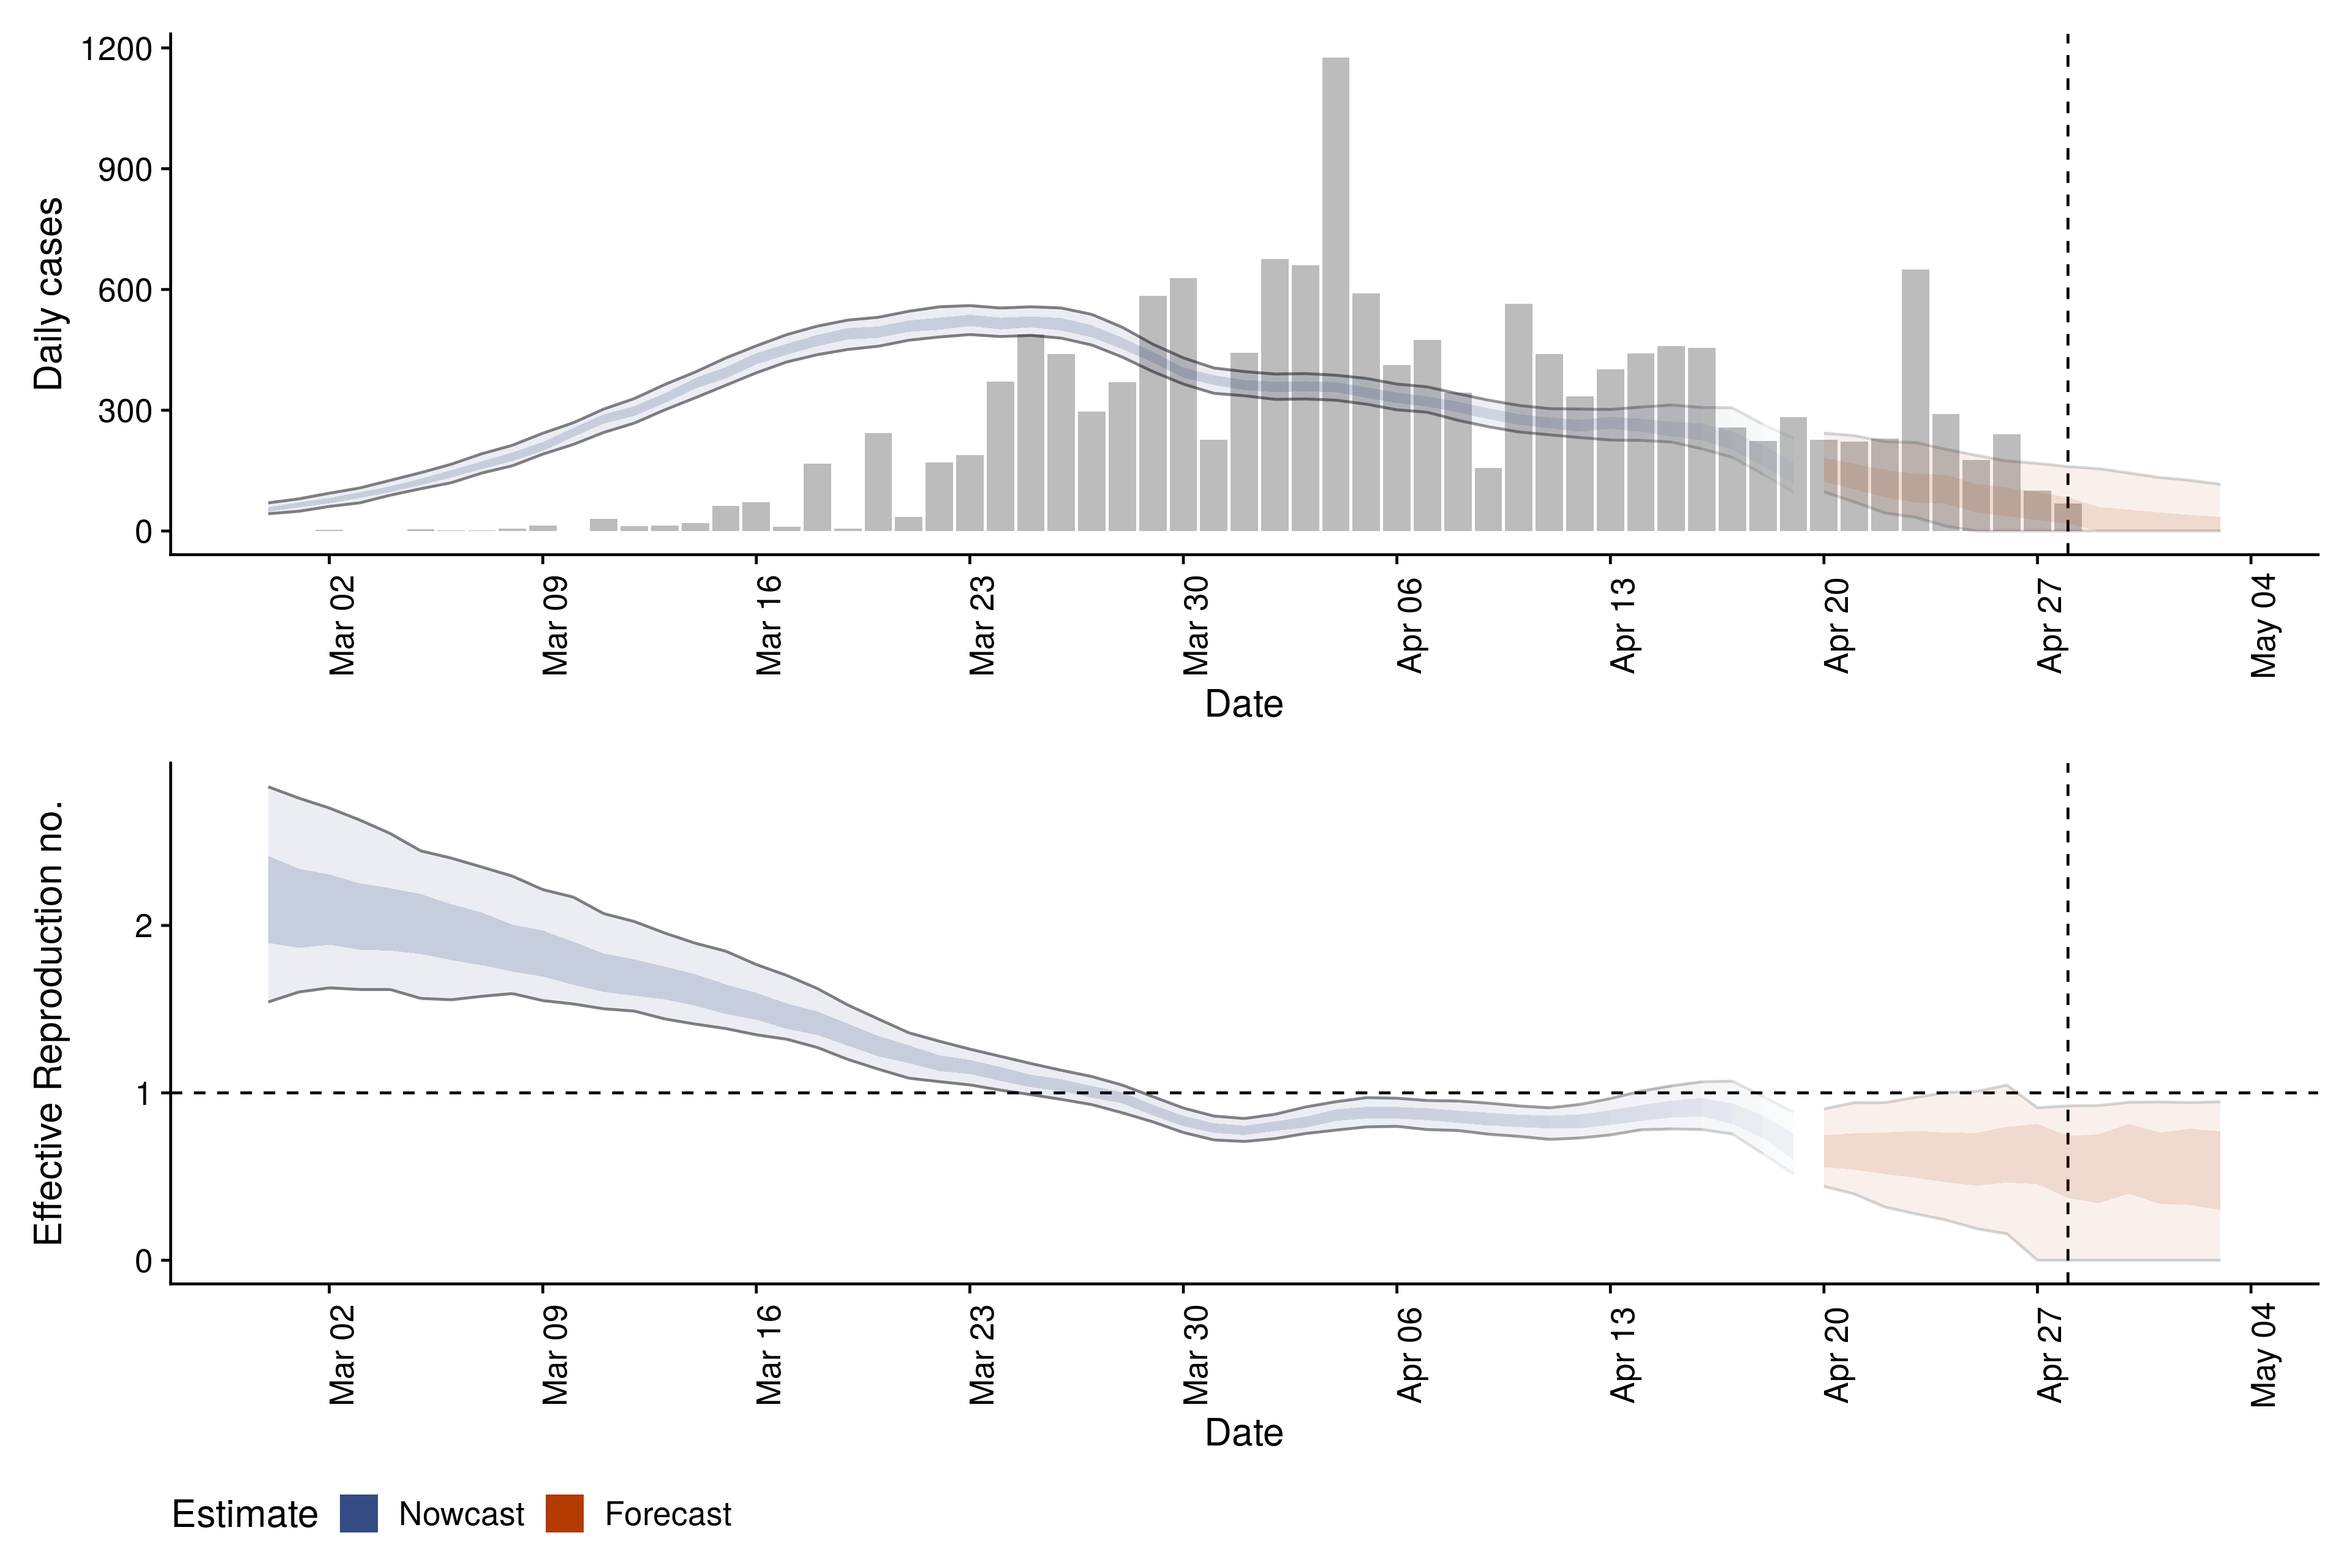 1200
900
600
300
0
Daily cases
Mar 02
Mar 09
Mar 16
Mar 23
Mar 30
Apr 06
Apr 13
Apr 20
Apr 27
May 04
Date
2
1
0
Effective Reproduction no.
Mar 02
Mar 09
Mar 16
Mar 23
Mar 30
Apr 06
Apr 13
Apr 20
Apr 27
May 04
Date
Estimate Nowcast Forecast